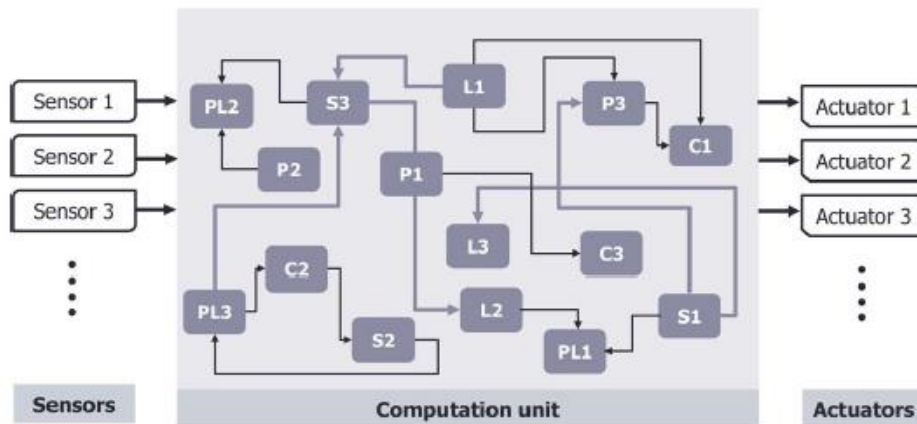 Sensor 1
Sensor 2
Sensor 3
PL2
S3
L1
P3
C1
P2
P1
L3
C3
C2
PL3
S2
L2
PL1
S1
Actuator 1
Actuator 2
Actuator 3
Sensors
Computation unit
Actuators